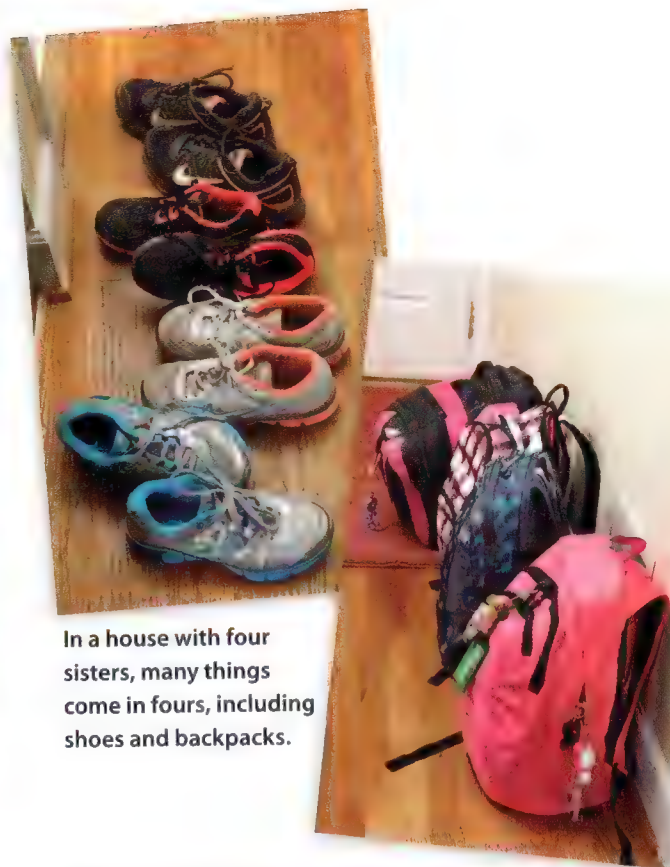 In a house with four
sisters, many things
come in fours, including
shoes and backpacks.